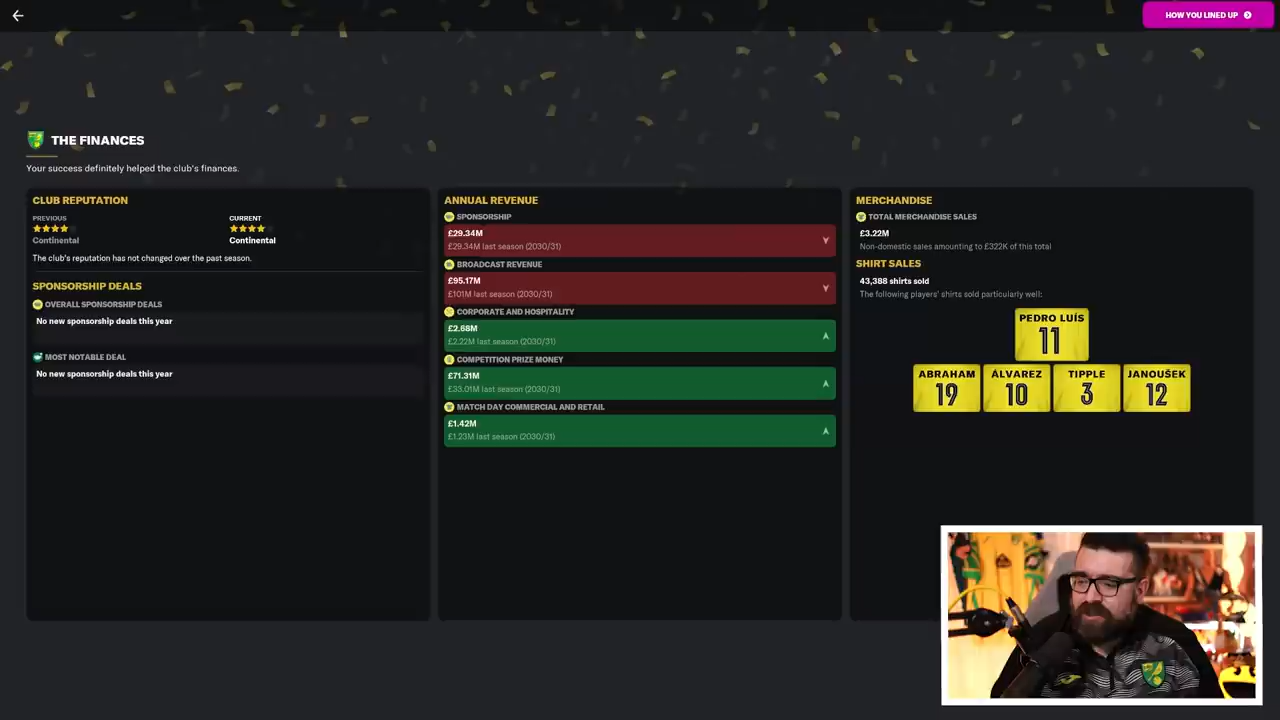 HOW YOU LINED UP
THE FINANCES
Your success definitely helped the club's finances.
CLUB REPUTATION
PREVIOUS
Continental
CURRENT
Continental
The club's reputation has not changed over the past season.
SPONSORSHIP DEALS
OVERALL SPONSORSHIP DEALS
No new sponsorship deals this year
MOST NOTABLE DEAL
No new sponsorship deals this year
ANNUAL REVENUE
SPONSORSHIP
£29.34M
£29.34M last season (2030/31)
BROADCAST REVENUE
£95.17M
£101M last season (2030/31)
CORPORATE AND HOSPITALITY
£2.68M
£2.22M last season (2030/31)
COMPETITION PRIZE MONEY
£71.31M
£33.01M last season (2030/31)
MATCH DAY COMMERCIAL AND RETAIL
£1.42M
£1.23M last season (2030/31)
MERCHANDISE
TOTAL MERCHANDISE SALES
£3.22M
Non-domestic sales amounting to £322K of this total
SHIRT SALES
43,388 shirts sold
The following players' shirts sold particularly well:
PEDRO LUÍS
11
ABRAHAM
19
ÁLVAREZ
10
TIPPLE
3
JANOUŠEK
12